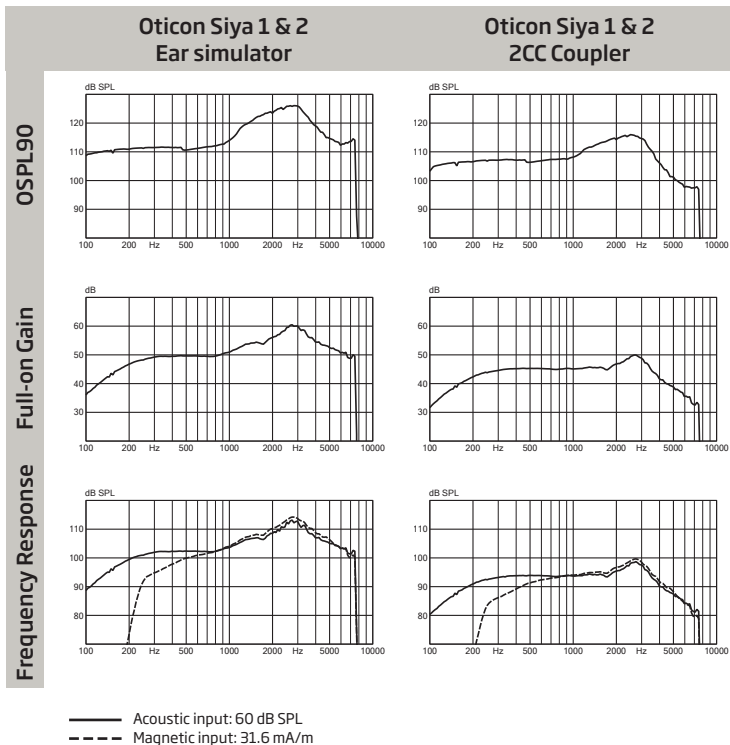 Oticon Siya 1 & 2
Ear simulator
Oticon Siya 1 & 2
2CC Coupler
OSPL90
dB SPL
120
110
100
90
100 200 Hz 500 1000 2000 Hz 5000 10000
dB SPL
120
110
100
90
100 200 Hz 500 1000 2000 Hz 5000 10000
Full-on Gain
dB
60
50
40
30
100 200 Hz 500 1000 2000 Hz 5000 10000
dB
60
50
40
30
100 200 Hz 500 1000 2000 Hz 5000 10000
Frequency Response
dB SPL
110
100
90
80
100 200 Hz 500 1000 2000 Hz 5000 10000
dB SPL
110
100
90
80
100 200 Hz 500 1000 2000 Hz 5000 10000
Acoustic input: 60 dB SPL
Magnetic input: 31.6 mA/m